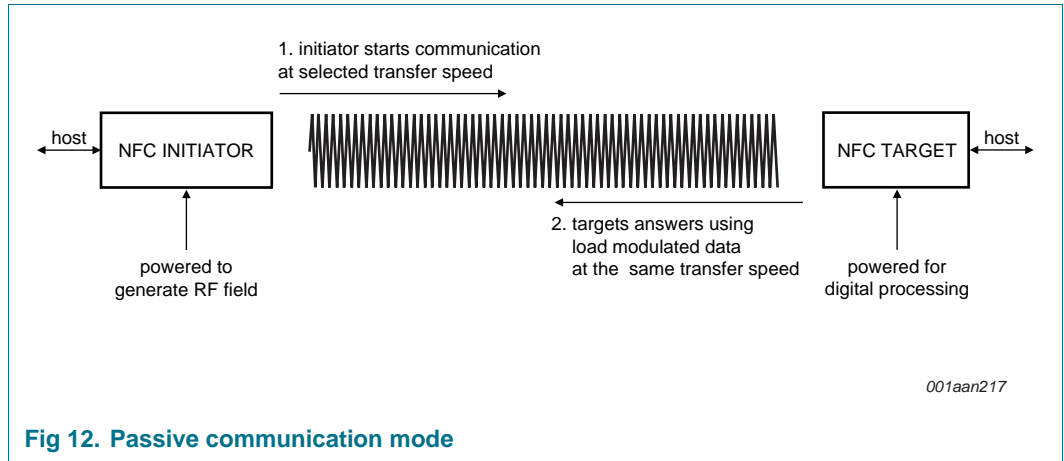 1. initiator starts communication
at selected transfer speed
host
NFC INITIATOR
NFC TARGET
host
2. targets answers using
load modulated data
at the same transfer speed
powered to
generate RF field
powered for
digital processing
001aan217
Fig 12. Passive communication mode